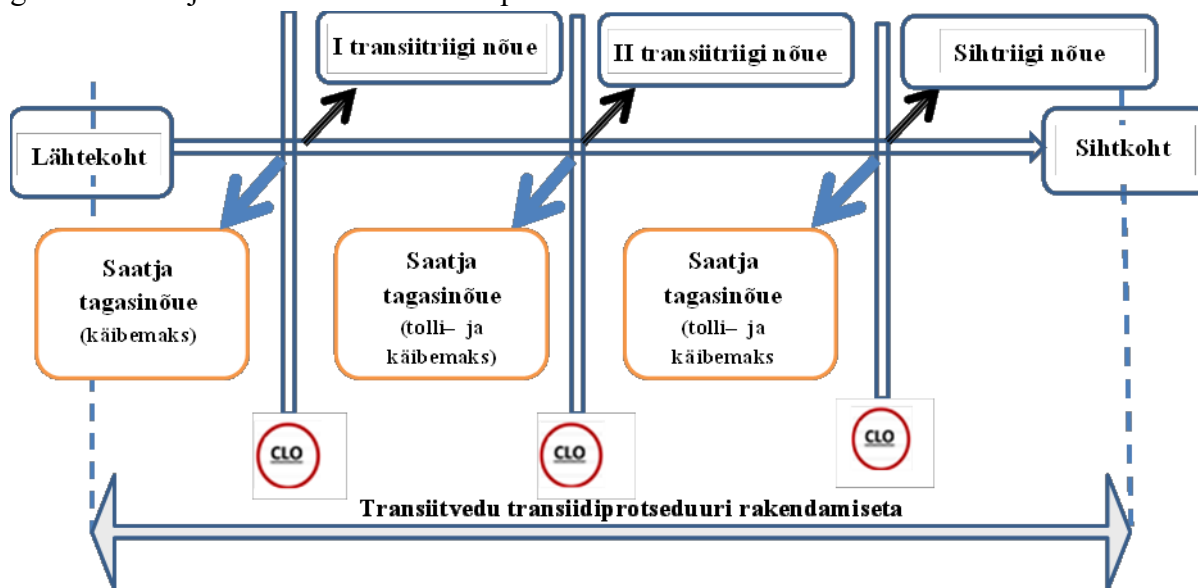 I transiitriigi nõue
II transiitriigi nõue
Sihtriigi nõue
Lähtekoht
Sihtkoht
Saatja
tagasinõue
(käibemaks)
Saatja
tagasinõue
(tolli– ja
käibemaks)
Saatja
tagasinõue
(tolli– ja
käibemaks
CLO
CLO
CLO
Transiitvedu transiidiprotseduuri rakendamiseta